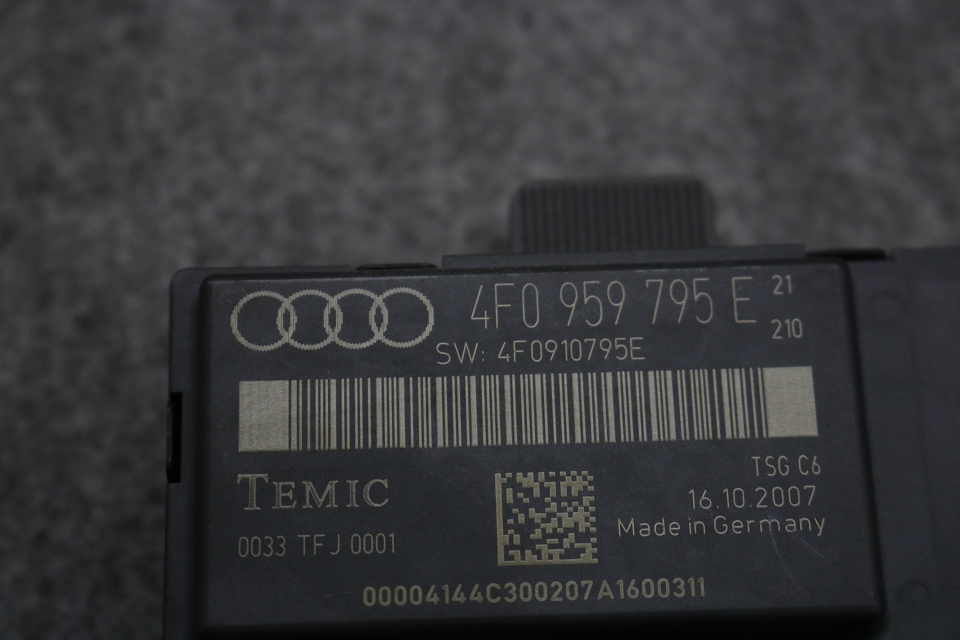 4F0 959 795 E 21
210
SW: 4F0910795E
TEMIC
TSG C6
16.10.2007
Made in Germany
0033 TFJ 0001
00004144C300207A1600311